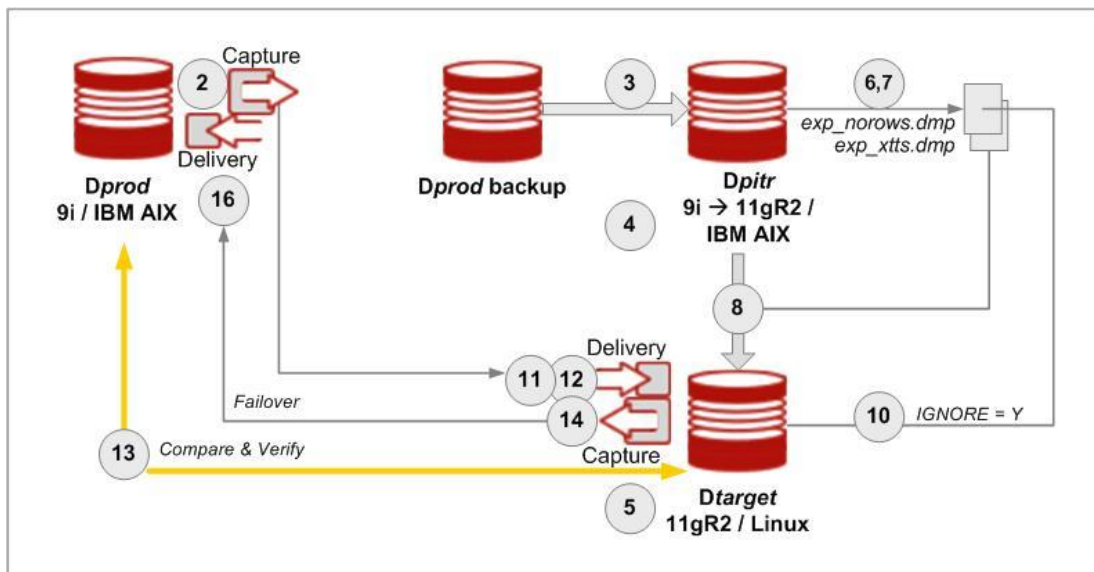 Capture
2
Delivery
Dprod
9i / IBM AIX
16
3
Dprod backup
4
Dpitr
9i → 11gR2 /
IBM AIX
6,7
exp_norows.dmp
exp_xtts.dmp
8
Delivery
11
12
14
Capture
Failover
13
Compare & Verify
5
Dtarget
11gR2 / Linux
10
IGNORE = Y